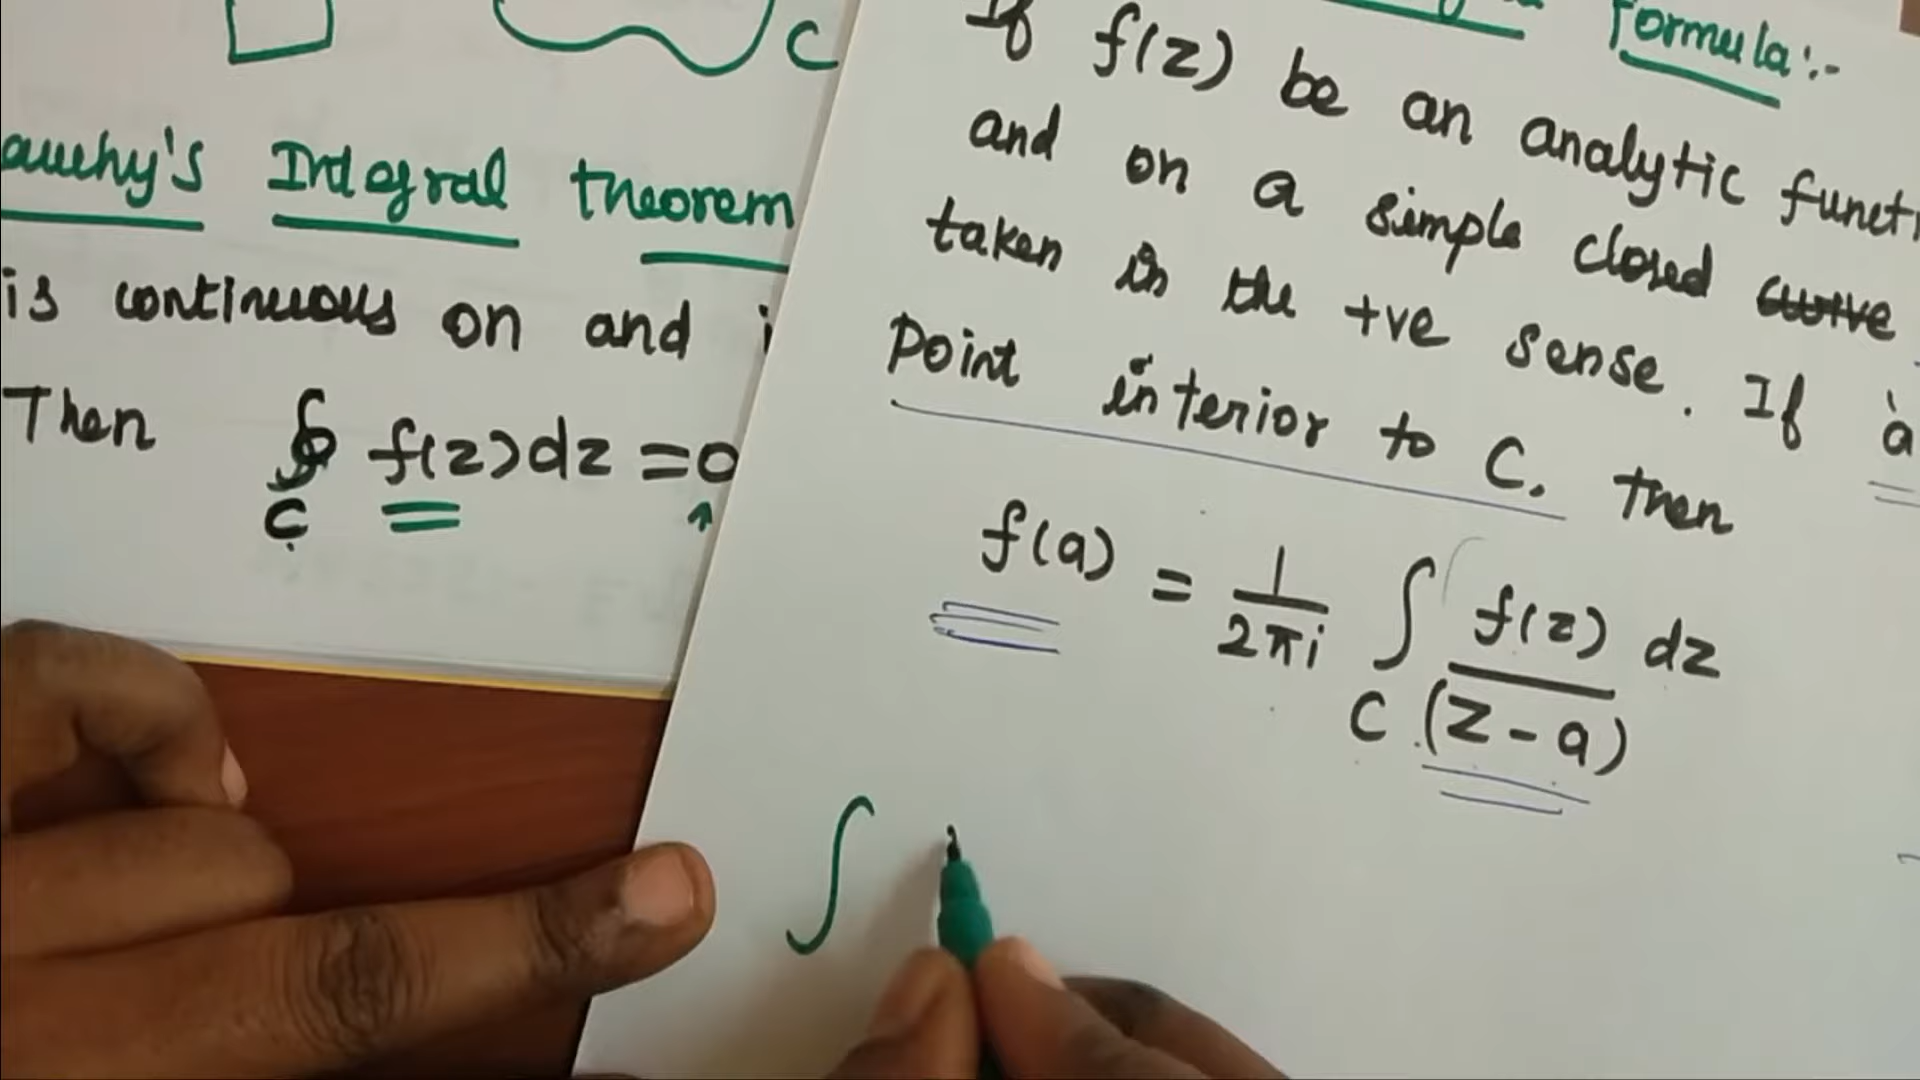 C
auchy's Integral theorem
is continuous on and
Then ∮ f(z)dz = 0
C
formula:-
If f(z) be an analytic functi
and on a simple closed curve
taken in the +ve sense. If 'a
Point interior to C. Then
f(a) = 1/2πi ∫ f(z)/(z-a) dz
C
∫